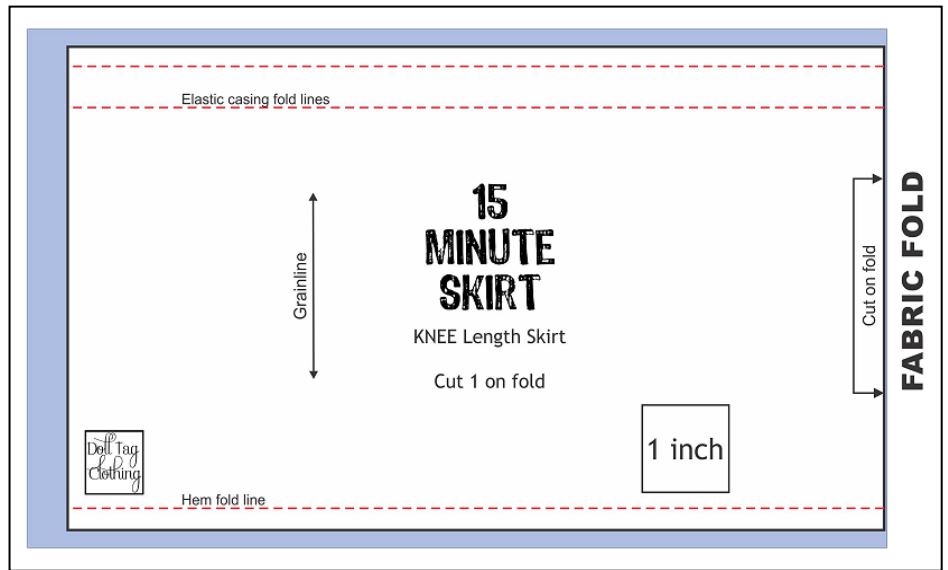 Elastic casing fold lines
15
MINUTE
SKIRT
KNEE Length Skirt
Cut 1 on fold
Grainline
Cut on fold
FABRIC FOLD
1 inch
Doll Tag
Clothing
Hem fold line